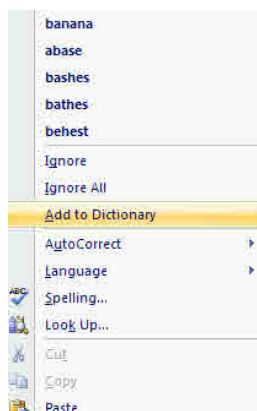 banana
abase
bashes
bathes
behest
Ignore
Ignore All
Add to Dictionary
AutoCorrect
Language
ABC
Spelling...
Look Up...
Cut
Copy
Paste